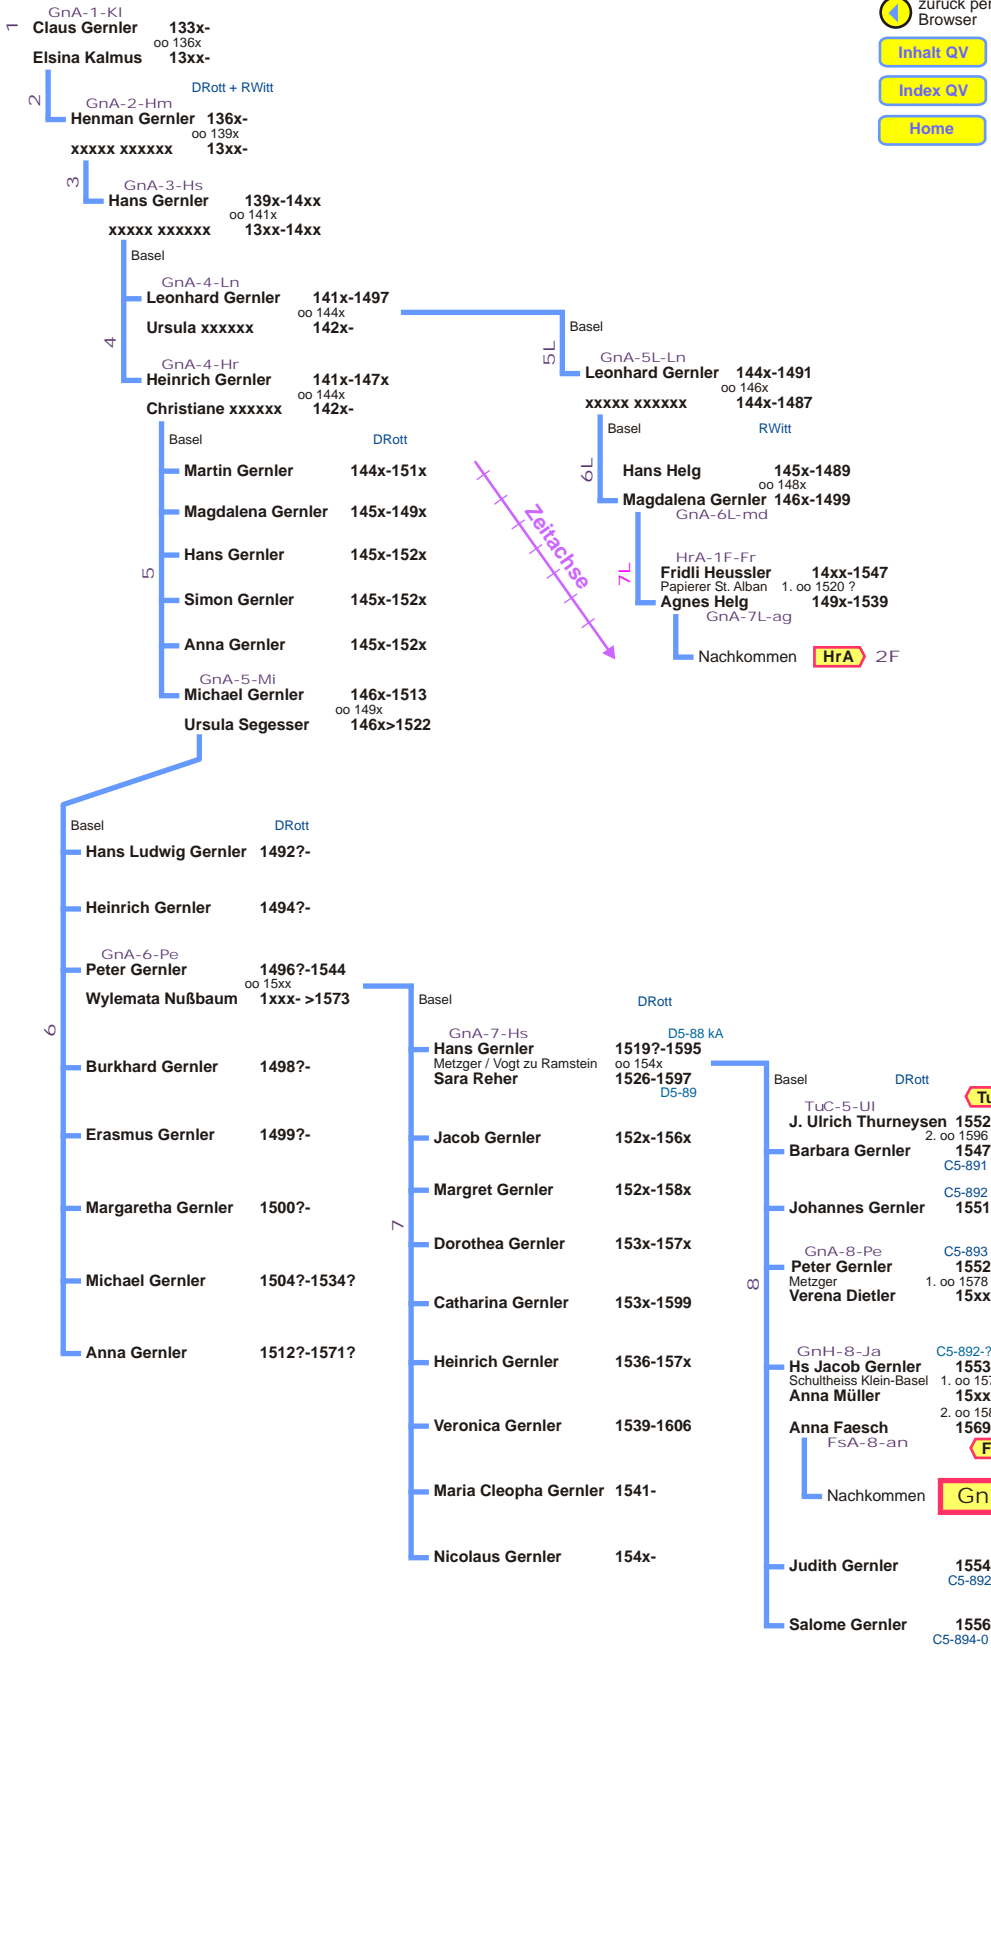 zurück per
Browser
Inhalt QV
Index QV
Home
1
GnA-1-Kl
Claus Gernler 133x-
oo 136x
Elsina Kalmus 13xx-
2
DRott + RWitt
GnA-2-Hm
Henman Gernler 136x-
oo 139x
xxxxx xxxxxx 13xx-
3
GnA-3-Hs
Hans Gernler 139x-14xx
oo 141x
xxxxx xxxxxx 13xx-14xx
Basel
4
GnA-4-Ln
Leonhard Gernler 141x-1497
oo 144x
Ursula xxxxxx 142x-
GnA-4-Hr
Heinrich Gernler 141x-147x
oo 144x
Christiane xxxxxx 142x-
Basel DRott
5
Martin Gernler 144x-151x
Magdalena Gernler 145x-149x
Hans Gernler 145x-152x
Simon Gernler 145x-152x
Anna Gernler 145x-152x
GnA-5-Mi
Michael Gernler 146x-1513
oo 149x
Ursula Segesser 146x>1522
Zeitachse
5L
Basel
GnA-5L-Ln
Leonhard Gernler 144x-1491
oo 146x
xxxxx xxxxxx 144x-1487
Basel RWitt
6L
Hans Helg 145x-1489
oo 148x
Magdalena Gernler 146x-1499
GnA-6L-md
7L
HrA-1F-Fr
Fridli Heussler 14xx-1547
Papierer St. Alban 1. oo 1520 ?
Agnes Helg 149x-1539
GnA-7L-ag
Nachkommen HrA 2F
Basel DRott
6
Hans Ludwig Gernler 1492?-
Heinrich Gernler 1494?-
GnA-6-Pe
Peter Gernler 1496?-1544
oo 15xx
Wylemata Nußbaum 1xxx- >1573
Burkhard Gernler 1498?-
Erasmus Gernler 1499?-
Margaretha Gernler 1500?-
Michael Gernler 1504?-1534?
Anna Gernler 1512?-1571?
Basel DRott
7
GnA-7-Hs D5-88 kA
Hans Gernler 1519?-1595
Metzger / Vogt zu Ramstein oo 154x
Sara Reher 1526-1597
D5-89
Jacob Gernler 152x-156x
Margret Gernler 152x-158x
Dorothea Gernler 153x-157x
Catharina Gernler 153x-1599
Heinrich Gernler 1536-157x
Veronica Gernler 1539-1606
Maria Cleopha Gernler 1541-
Nicolaus Gernler 154x-
Basel DRott
8
Tu
TuC-5-Ul
J. Ulrich Thurneysen 1552
2. oo 1596
Barbara Gernler 1547
C5-891
C5-892
Johannes Gernler 1551
GnA-8-Pe C5-893
Peter Gernler 1552
Metzger 1. oo 1578
Verena Dietler 15xx
GnH-8-Ja C5-892-?
Hs Jacob Gernler 1553
Schultheiss Klein-Basel 1. oo 157
Anna Müller 15xx
2. oo 158
Anna Faesch 1569
FsA-8-an F
Nachkommen Gn
Judith Gernler 1554
C5-892
Salome Gernler 1556
C5-894-0